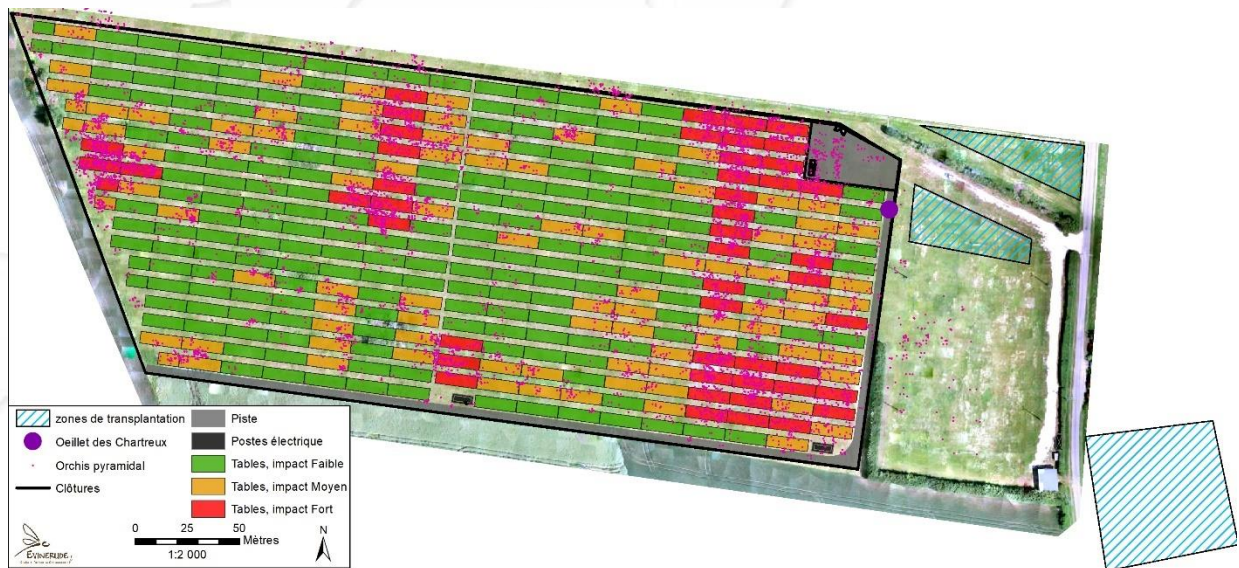 zones de transplantation
Oeillet des Chartreux
Orchis pyramidal
Clôtures
Piste
Postes électrique
Tables, impact Faible
Tables, impact Moyen
Tables, impact Fort
0 25 50
Mètres
1:2 000
N
EVINERUDE